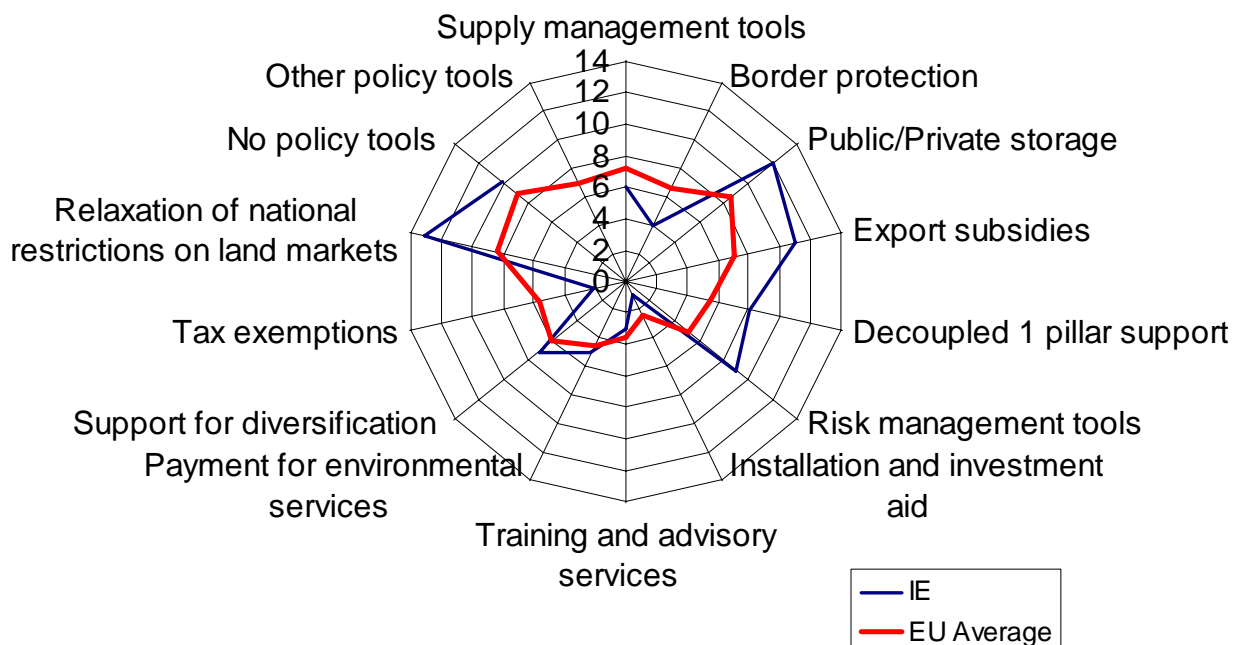 Supply management tools
Border protection
Public/Private storage
Export subsidies
Decoupled 1 pillar support
Risk management tools
Installation and investment
aid
Training and advisory
services
Payment for environmental
services
Support for diversification
Tax exemptions
Relaxation of national
restrictions on land markets
No policy tools
Other policy tools
14
12
10
8
6
4
2
0
IE
EU Average